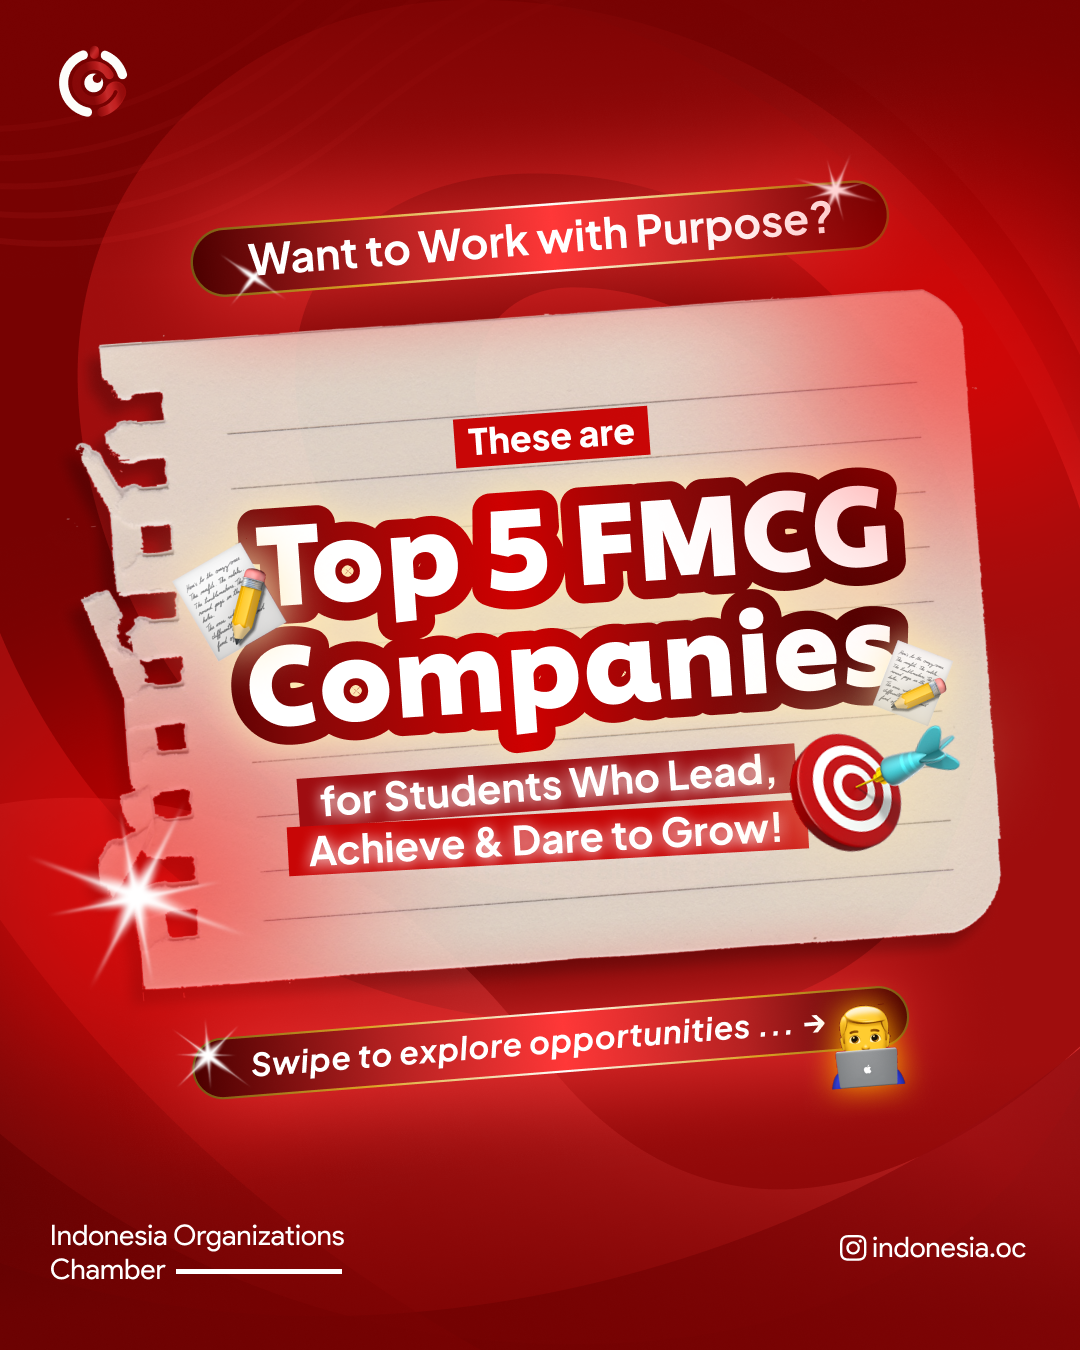 Want to Work with Purpose?
These are
Top 5 FMCG
Companies
for Students Who Lead,
Achieve & Dare to Grow!
Swipe to explore opportunities ... →
Indonesia Organizations
Chamber
indonesia.oc